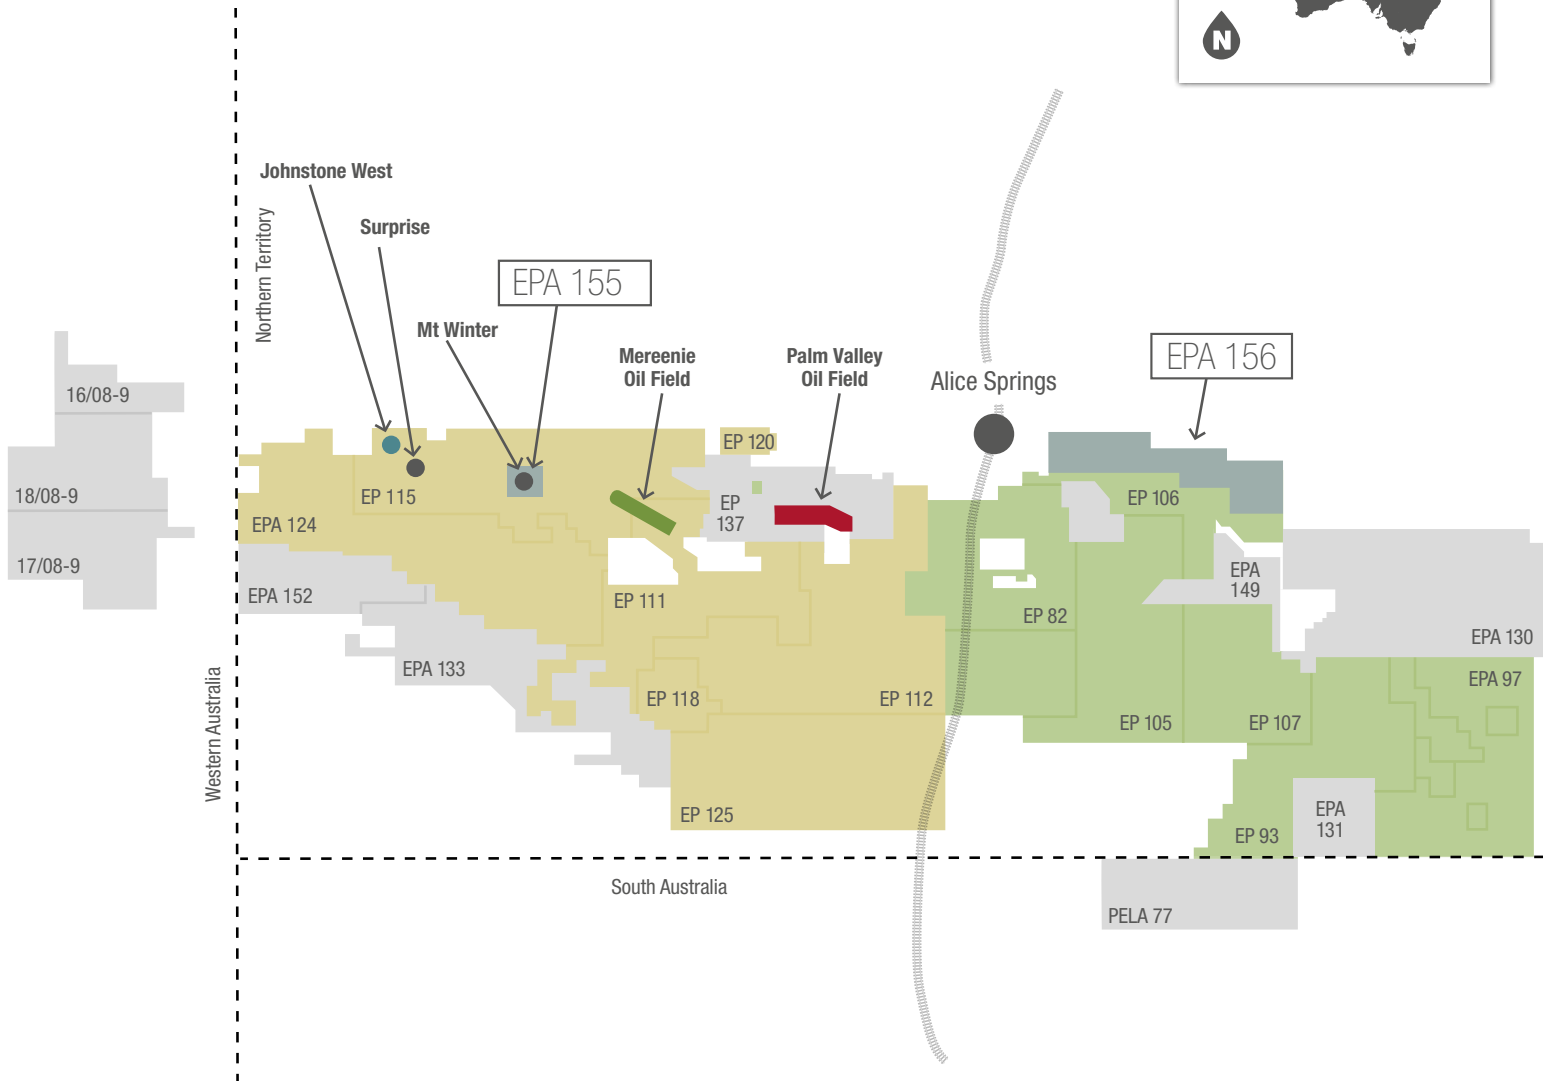 N
Johnstone West
Northern Territory
Surprise
EPA 155
Mt Winter
Mereenie
Oil Field
Palm Valley
Oil Field
Alice Springs
EPA 156
16/08-9
EP 120
EP 115
EP
137
EP 106
18/08-9
EPA 124
17/08-9
EPA 152
EP 111
EPA
149
EP 82
EPA 130
EPA 133
EP 118
EP 112
EPA 97
EP 105
EP 107
Western Australia
EP 125
EPA
131
EP 93
South Australia
PELA 77